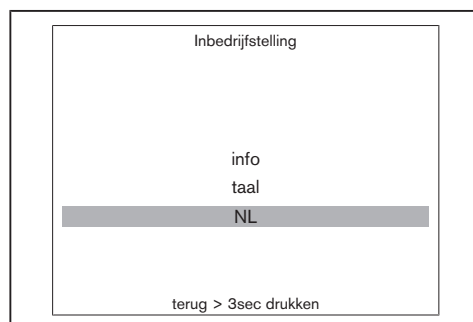 Inbedrijfstelling
info
taal
NL
terug > 3sec drukken